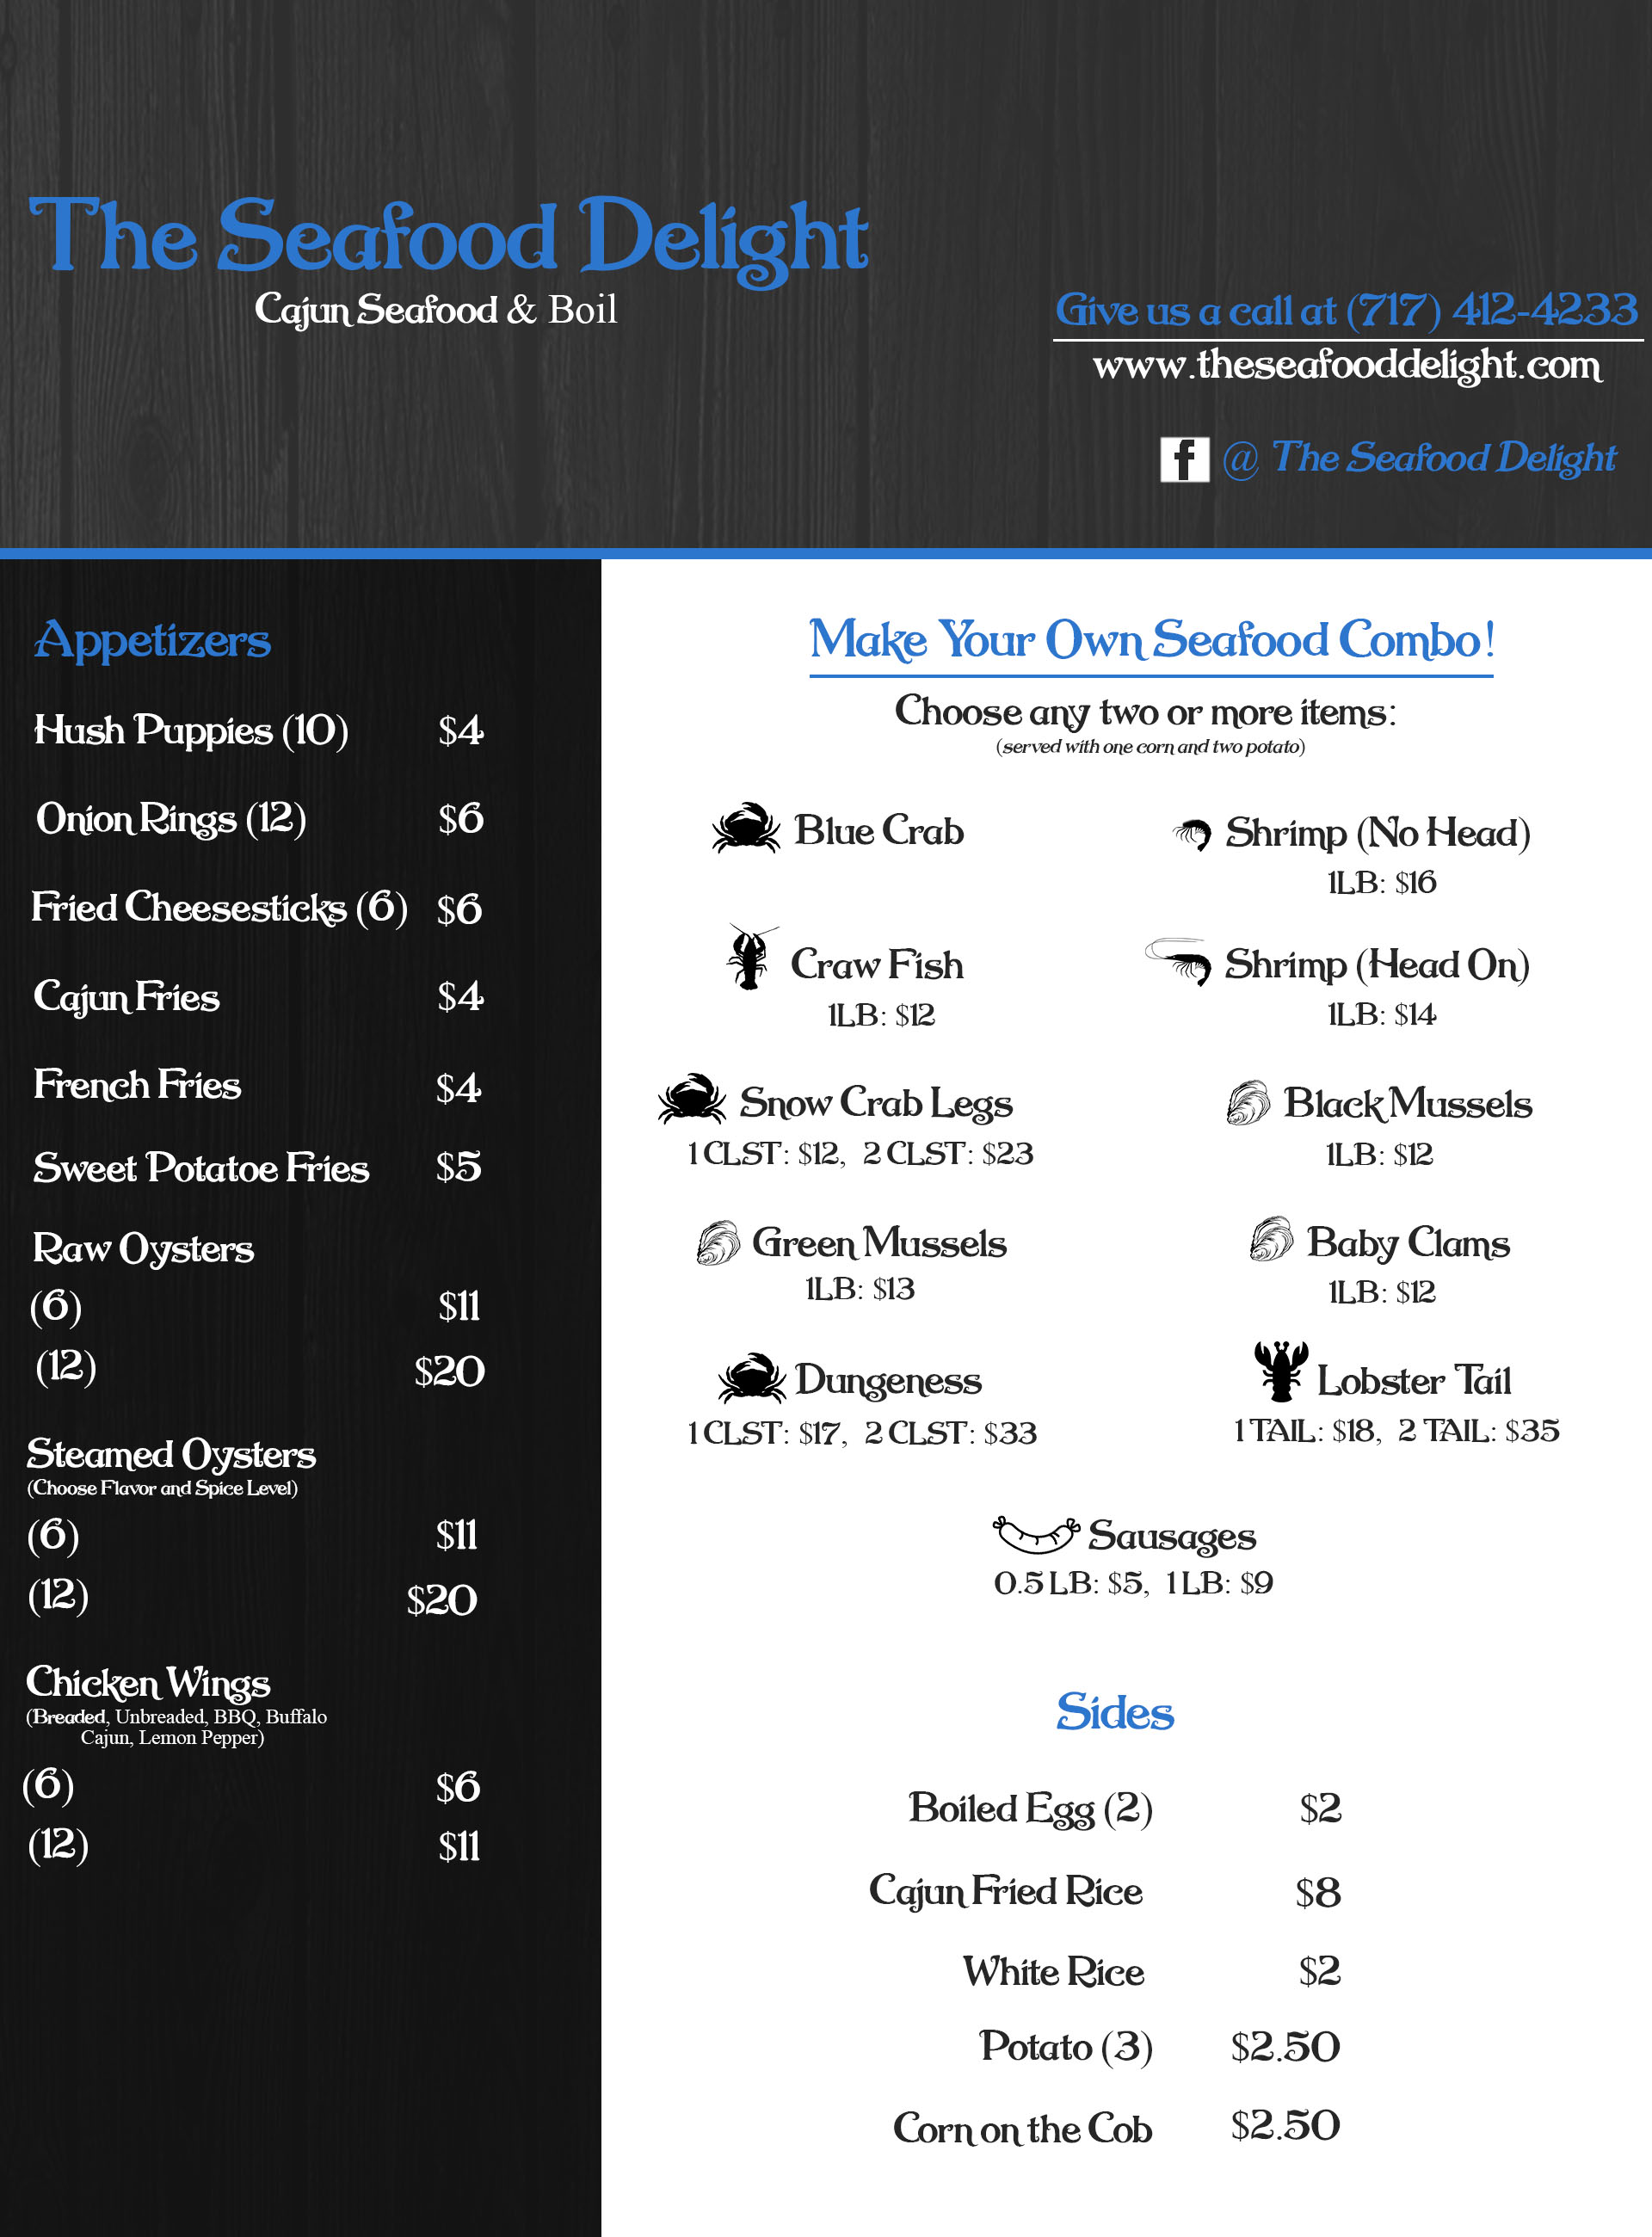 The Seafood Delight
Cajun Seafood & Boil
Give us a call at (717) 412-4233
www.theseafooddelight.com
f @ The Seafood Delight
Appetizers
Hush Puppies (10) $4
Onion Rings (12) $6
Fried Cheesesticks (6) $6
Cajun Fries $4
French Fries $4
Sweet Potatoe Fries $5
Raw Oysters
(6) $11
(12) $20
Steamed Oysters
(Choose Flavor and Spice Level)
(6) $11
(12) $20
Chicken Wings
(Breaded, Unbreaded, BBQ, Buffalo
Cajun, Lemon Pepper)
(6) $6
(12) $11
Make Your Own Seafood Combo!
Choose any two or more items:
(served with one corn and two potato)
Blue Crab
Shrimp (No Head)
1LB: $16
Craw Fish
1LB: $12
Shrimp (Head On)
1LB: $14
Snow Crab Legs
1 CLST: $12, 2 CLST: $23
Black Mussels
1LB: $12
Green Mussels
1LB: $13
Baby Clams
1LB: $12
Dungeness
1 CLST: $17, 2 CLST: $33
Lobster Tail
1 TAIL: $18, 2 TAIL: $35
Sausages
0.5 LB: $5, 1 LB: $9
Sides
Boiled Egg (2) $2
Cajun Fried Rice $8
White Rice $2
Potato (3) $2.50
Corn on the Cob $2.50